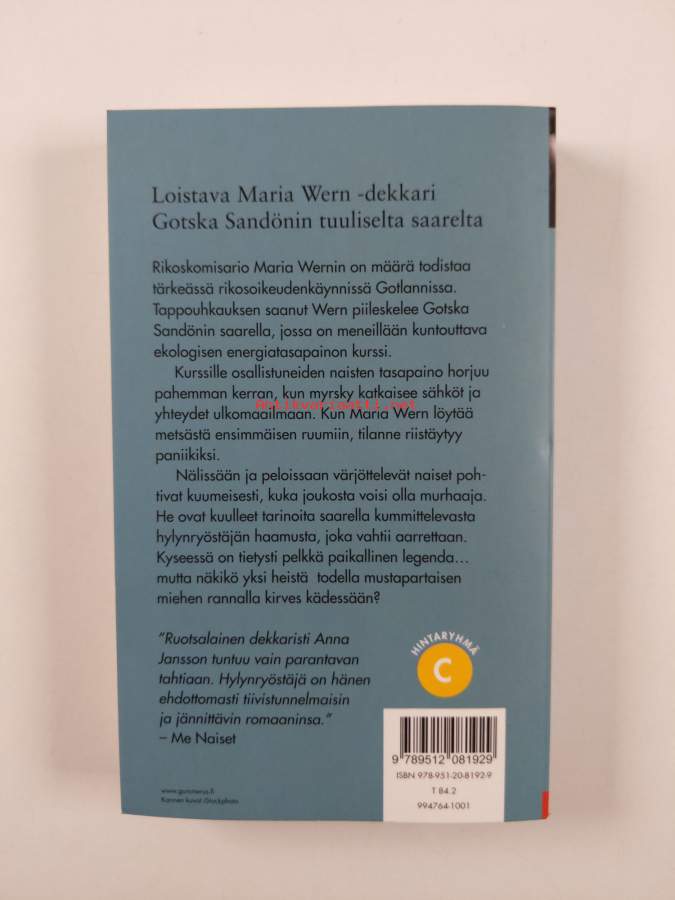 Loistava Maria Wern -dekkari
Gotska Sandönin tuuliselta saarelta
Rikoskomisario Maria Wernin on määrä todistaa
tärkeässä rikosoikeudenkäynnissä Gotlannissa.
Tappouhkauksen saanut Wern piileskelee Gotska
Sandönin saarella, jossa on meneillään kuntouttava
ekologisen energiatasapainon kurssi.
Kurssille osallistuneiden naisten tasapaino horjuu
pahemman kerran, kun myrsky katkaisee sähköt ja
yhteydet ulkomaailmaan. Kun Maria Wern löytää
metsästä ensimmäisen ruumiin, tilanne riistäytyy
paniikiksi.
Nälissään ja peloissaan värjöttelevät naiset poh-
tivat kuumeisesti, kuka joukosta voisi olla murhaaja.
He ovat kuulleet tarinoita saarella kummittelevasta
hylynryöstäjän haamusta, joka vahtii aarrettaan.
Kyseessä on tietysti pelkkä paikallinen legenda...
mutta näkikö yksi heistä todella mustapartaisen
miehen rannalla kirves kädessään?
"Ruotsalainen dekkaristi Anna
Jansson tuntuu vain parantavan
tahtiaan. Hylynryöstäjä on hänen
ehdottomasti tiivistunnelmaisin
ja jännittävin romaaninsa."
– Me Naiset
HINTARYHMÄ
C
9 789512 081929
ISBN 978-951-20-8192-9
T 84.2
994764-1001
www.gummerus.fi
Kannen kuvat iStockphoto
Antikvariaatti.net